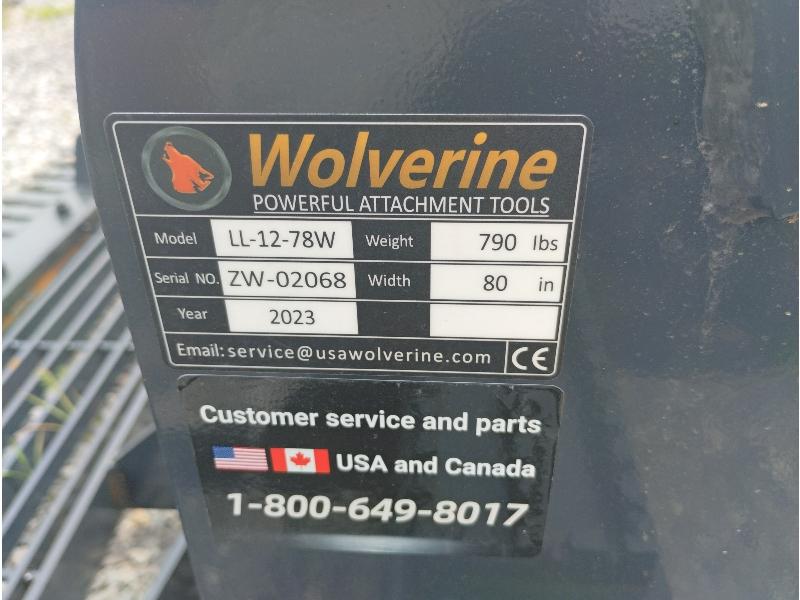 Wolverine
POWERFUL ATTACHMENT TOOLS
Model LL-12-78W Weight 790 lbs
Serial NO. ZW-02068 Width 80 in
Year 2023
Email: service@usawolverine.com CE
Customer service and parts
USA and Canada
1-800-649-8017